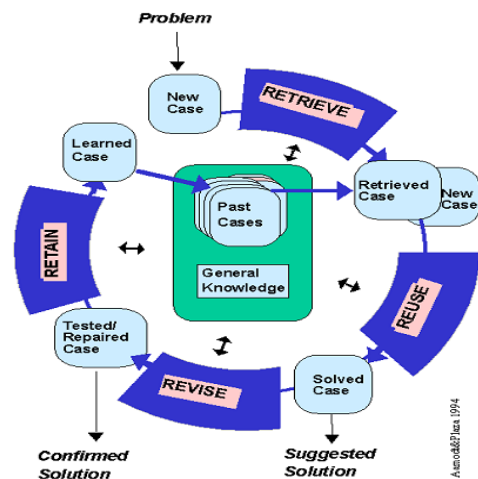 Problem
New
Case
RETRIEVE
Learned
Case
Retrieved
Case
New
Case
Past
Cases
General
Knowledge
RETAIN
REUSE
Tested/
Repaired
Case
REVISE
Solved
Case
Confirmed
Solution
Suggested
Solution
Aamodt&Plaza 1994